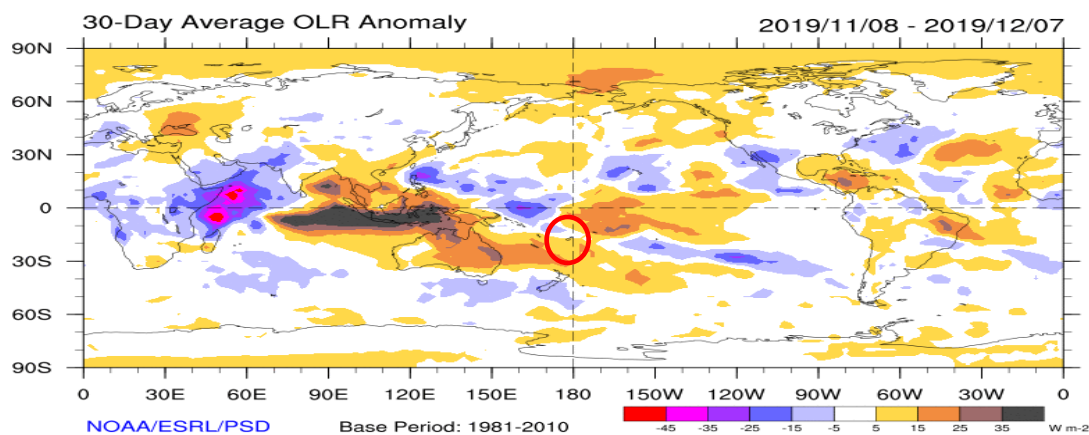 30-Day Average OLR Anomaly 2019/11/08 - 2019/12/07
90N
60N
30N
0
30S
60S
90S
0 30E 60E 90E 120E 150E 180 150W 120W 90W 60W 30W 0
NOAA/ESRL/PSD Base Period: 1981-2010
-45 -35 -25 -15 -5 5 15 25 35 W m-2